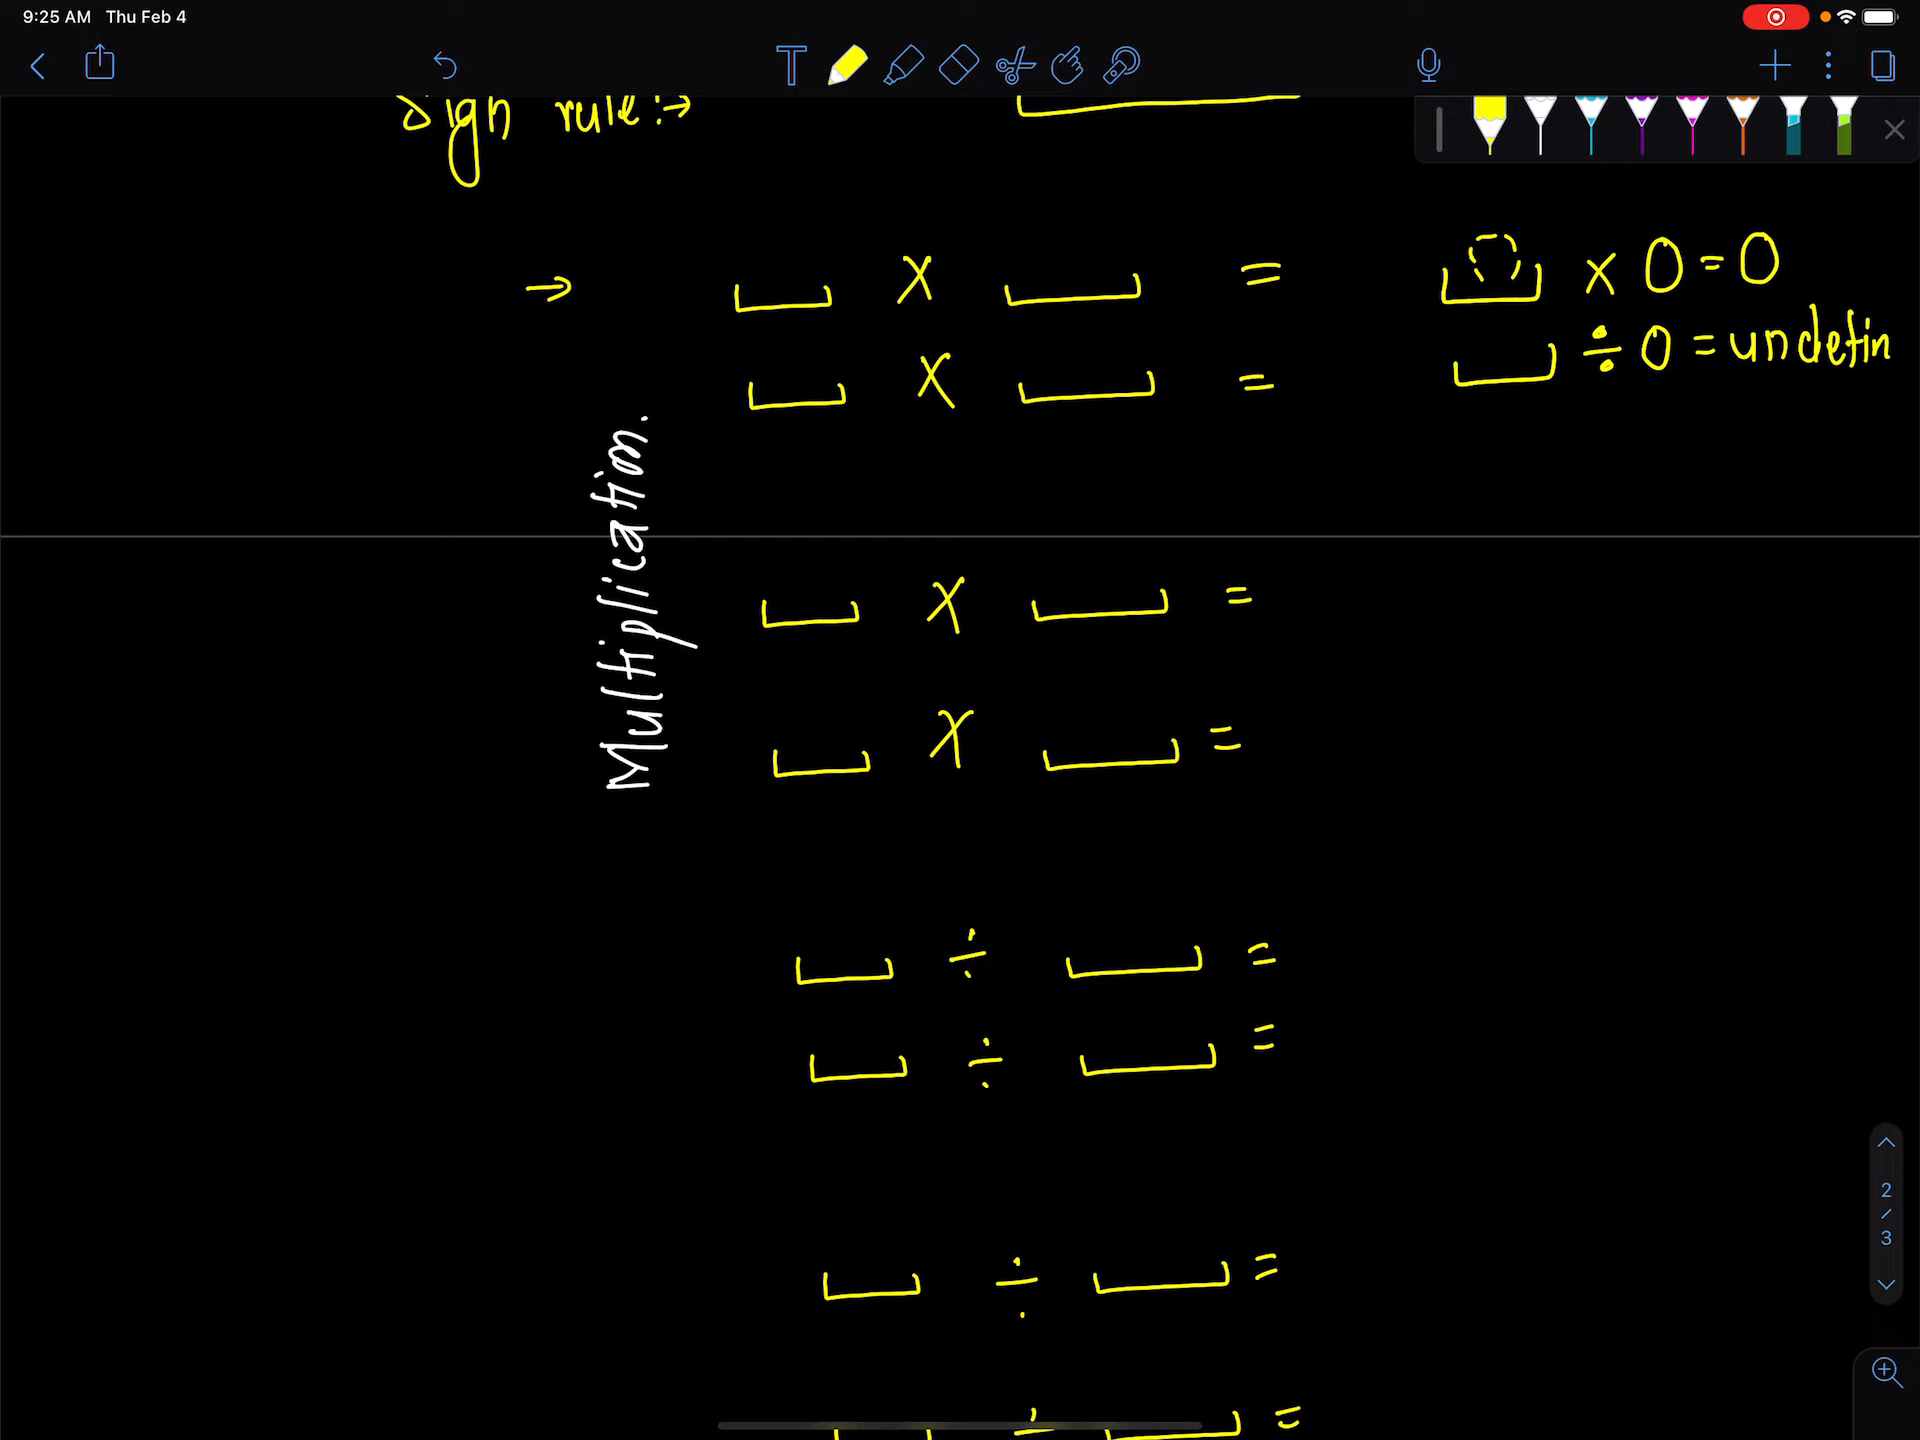 9:25 AM Thu Feb 4
T
Sign rule:→
→ X =
x 0=0
X =
÷ 0 = undefin
Multiplication.
X =
X =
÷ =
÷ =
÷ =
÷ =
2
/
3